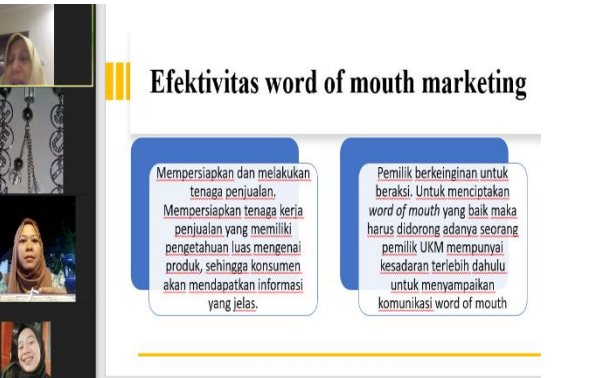 Efektivitas word of mouth marketing
Mempersiapkan dan melakukan
tenaga penjualan.
Mempersiapkan tenaga kerja
penjualan yang memiliki
pengetahuan luas mengenai
produk, sehingga konsumen
akan mendapatkan informasi
yang jelas.
Pemilik berkeinginan untuk
beraksi. Untuk menciptakan
word of mouth yang baik maka
harus didorong adanya seorang
pemilik UKM mempunyai
kesadaran terlebih dahulu
untuk menyampaikan
komunikasi word of mouth